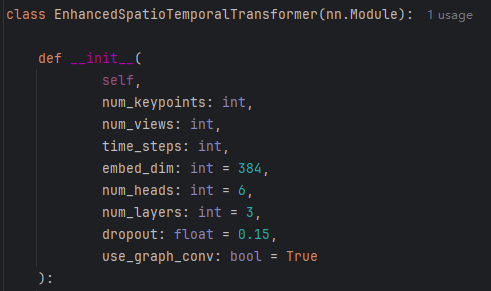 class EnhancedSpatioTemporalTransformer(nn.Module): 1 usage
def __init__(
self,
num_keypoints: int,
num_views: int,
time_steps: int,
embed_dim: int = 384,
num_heads: int = 6,
num_layers: int = 3,
dropout: float = 0.15,
use_graph_conv: bool = True
):